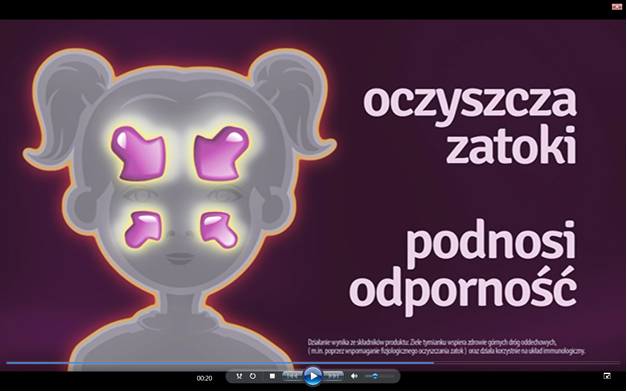 oczyszcza
zatoki
podnosi
odporność
Działanie wynika ze składników produktu: Ziele tymianku wspiera zdrowie górnych dróg oddechowych,
( m.in. poprzez wspomaganie fizjologicznego oczyszczania zatok ) oraz działa korzystnie na układ immunologiczny.
00:20